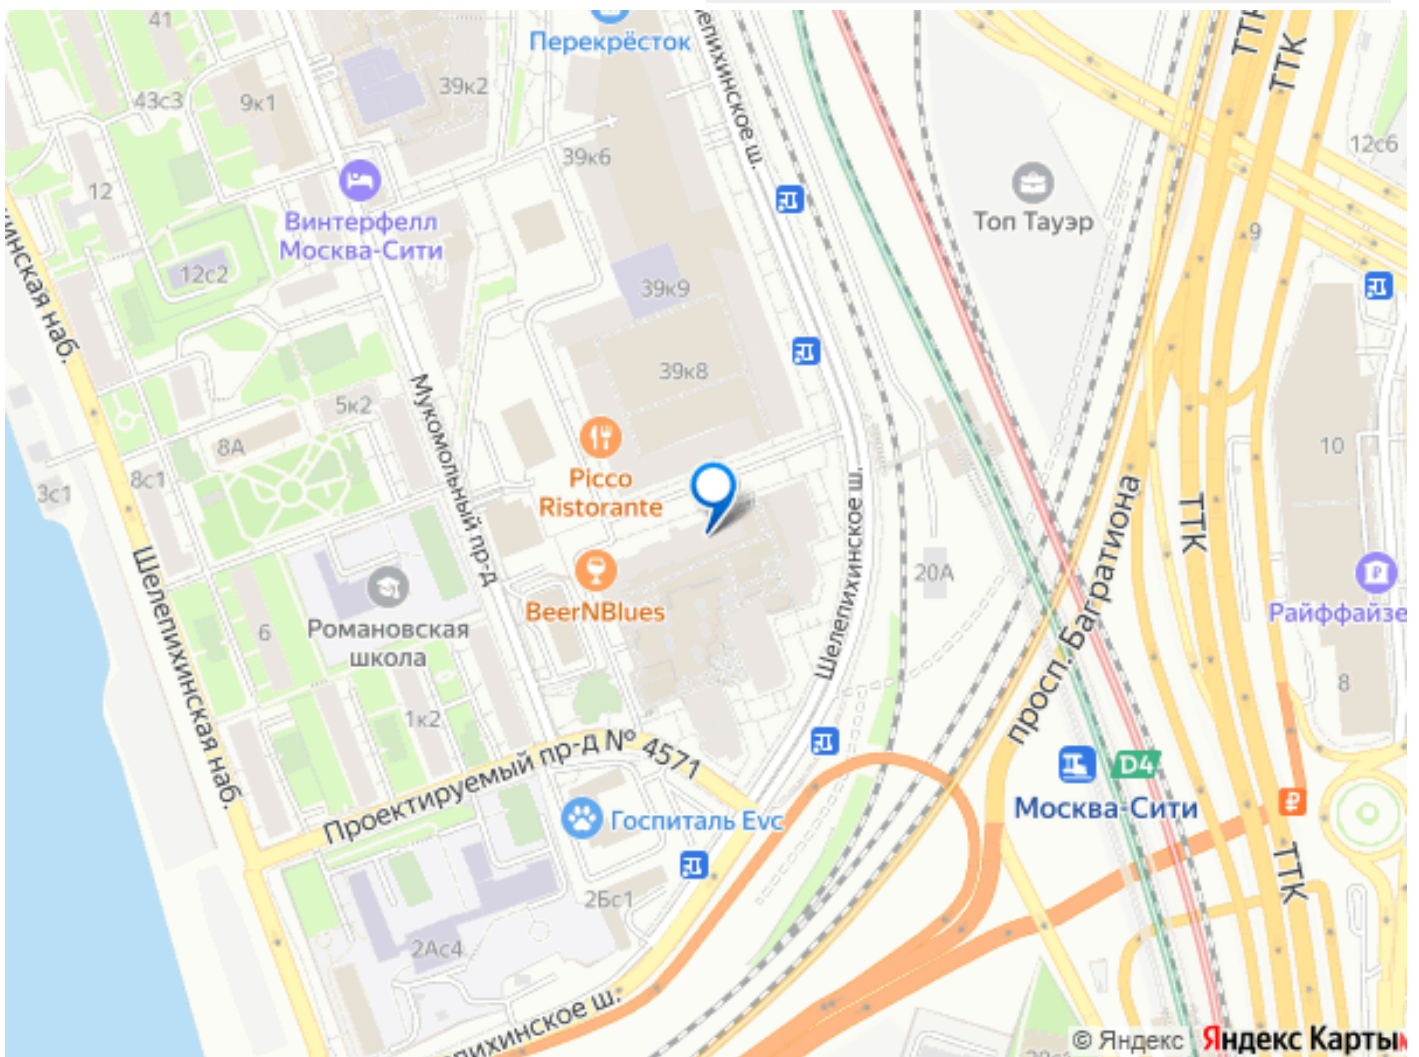 Перекрёсток
41
ТТК
ТТК
39к2
43с3
9к1
12с6
Шелепихинское ш.
39к6
12
Винтерфелл
Москва-Сити
Топ Тауэр
9
12с2
39к9
39к8
5к2
Мукомольный пр-д
8А
10
Picco
Ristorante
3с1
8с1
Шелепихинское ш.
просп. Багратиона
ТТК
Шелепихинская наб.
20А
BeerNBlues
Райффайзе
6
Романовская
школа
8
1к2
Проектируемый пр-д № 4571
D4
Москва-Сити
Госпиталь Evc
ТТК
2Бс1
2Ас4
© Яндекс
Яндекс Карты